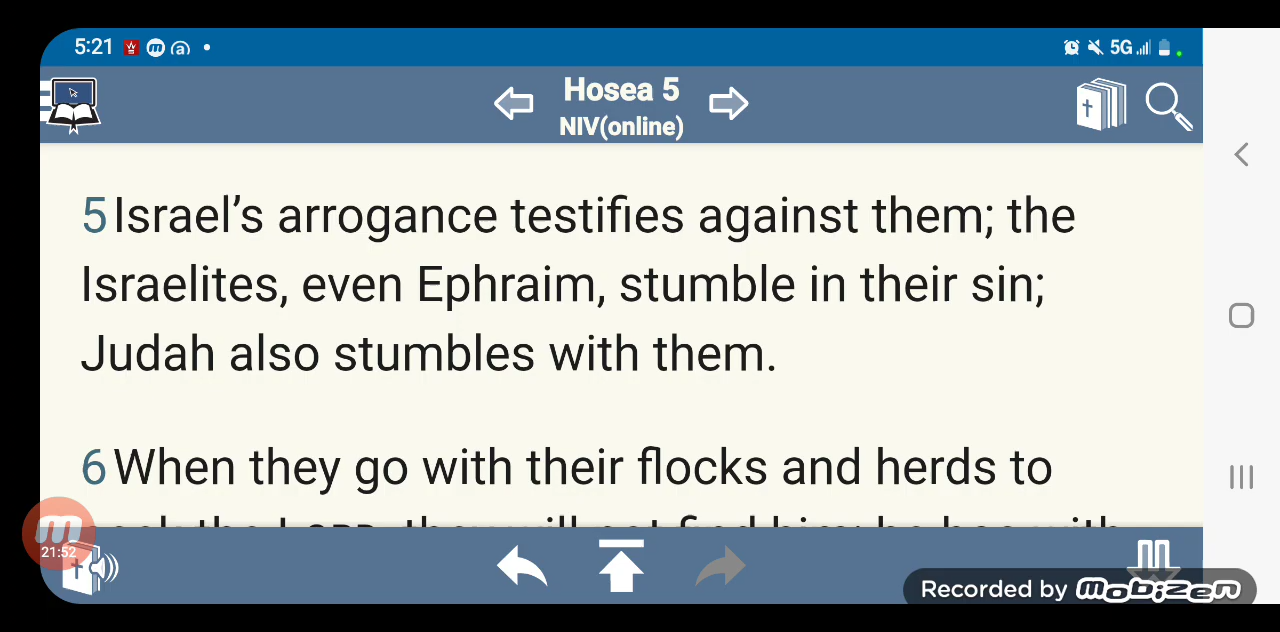 5:21
5G
Hosea 5
NIV(online)
5 Israel’s arrogance testifies against them; the
Israelites, even Ephraim, stumble in their sin;
Judah also stumbles with them.
6 When they go with their flocks and herds to
21:52
Recorded by mobizen